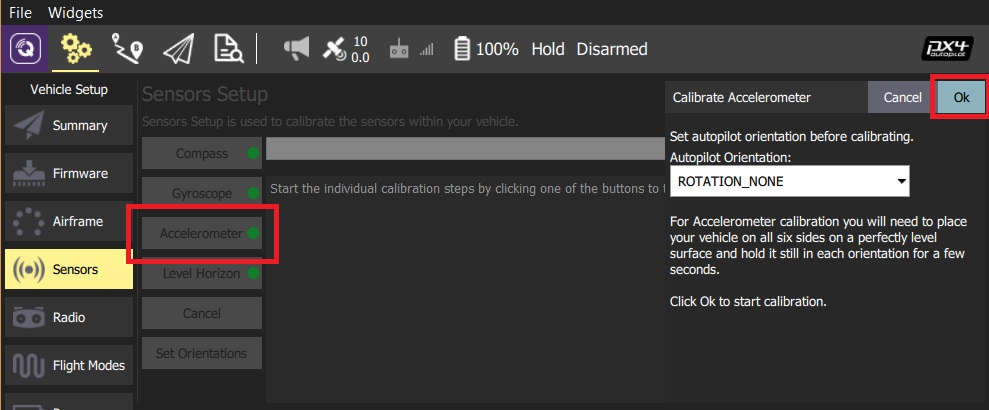 File Widgets
10
0.0
100% Hold Disarmed
px4
autopilot
Vehicle Setup
Summary
Firmware
Airframe
Sensors
Radio
Flight Modes
Sensors Setup
Sensors Setup is used to calibrate the sensors within your vehicle.
Compass
Gyroscope
Accelerometer
Level Horizon
Cancel
Set Orientations
Start the individual calibration steps by clicking one of the buttons to
Calibrate Accelerometer
Cancel
Ok
Set autopilot orientation before calibrating.
Autopilot Orientation:
ROTATION_NONE
For Accelerometer calibration you will need to place
your vehicle on all six sides on a perfectly level
surface and hold it still in each orientation for a few
seconds.
Click Ok to start calibration.